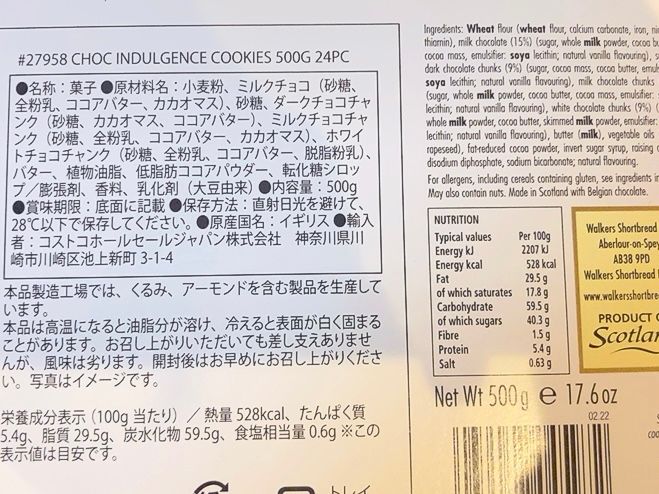 #27958 CHOC INDULGENCE COOKIES 500G 24PC
●名称：菓子 ●原材料名：小麦粉、ミルクチョコ（砂糖、
全粉乳、ココアバター、カカオマス）、砂糖、ダークチョコチャ
ンク（砂糖、カカオマス、ココアバター）、ミルクチョコチャ
ンク（砂糖、全粉乳、ココアバター、カカオマス）、ホワイ
トチョコチャンク（砂糖、全粉乳、ココアバター、脱脂粉乳）、
バター、植物油脂、低脂肪ココアパウダー、転化糖シロッ
プ／膨張剤、香料、乳化剤（大豆由来）●内容量：500g
●賞味期限：底面に記載 ●保存方法：直射日光を避けて、
28℃以下で保存してください。●原産国名：イギリス ●輸入
者：コストコホールセールジャパン株式会社 神奈川県川
崎市川崎区池上新町 3-1-4
本品製造工場では、くるみ、アーモンドを含む製品を生産して
います。
本品は高温になると油脂分が溶け、冷えると表面が白く固まる
ことがあります。お召し上がりいただいても差し支えありませ
んが、風味は劣ります。開封後はお早めにお召し上がりくださ
い。写真はイメージです。
栄養成分表示（100g 当たり）／熱量 528kcal、たんぱく質
5.4g、脂質 29.5g、炭水化物 59.5g、食塩相当量 0.6g ※この
表示値は目安です。
トレイ
Ingredients: Wheat flour (wheat flour, calcium carbonate, iron,
thiamin), milk chocolate (15%) (sugar, whole milk powder, cocoa
cocoa mass, emulsifier: soya lecithin; natural vanilla flavouring),
dark chocolate chunks (9%) (sugar, cocoa mass, cocoa butter,
soya lecithin; natural vanilla flavouring), milk chocolate chunks
(sugar, whole milk powder, cocoa butter, cocoa mass, emulsifier:
lecithin; natural vanilla flavouring), white chocolate chunks (9%) (
whole milk powder, cocoa butter, skimmed milk powder,
lecithin; natural vanilla flavouring), butter (milk), vegetable oils
rapeseed), fat-reduced cocoa powder, invert sugar syrup, raising
disodium diphosphate, sodium bicarbonate; natural flavouring.
For allergens, including cereals containing gluten, see ingredients in
May also contain nuts. Made in Scotland with Belgian chocolate.
NUTRITION
Typical values Per 100g
Energy kJ 2207 kJ
Energy kcal 528 kcal
Fat 29.5 g
of which saturates 17.8 g
Carbohydrate 59.5 g
of which sugars 40.3 g
Fibre 1.5 g
Protein 5.4 g
Salt 0.63 g
Walkers Shortbread
Aberlour-on-Spey
AB38 9PD
Walkers Shortbread
www.walkersshortbre
PRODUCT O
Scotlan
Net Wt 500g e 17.6 oz
02.22